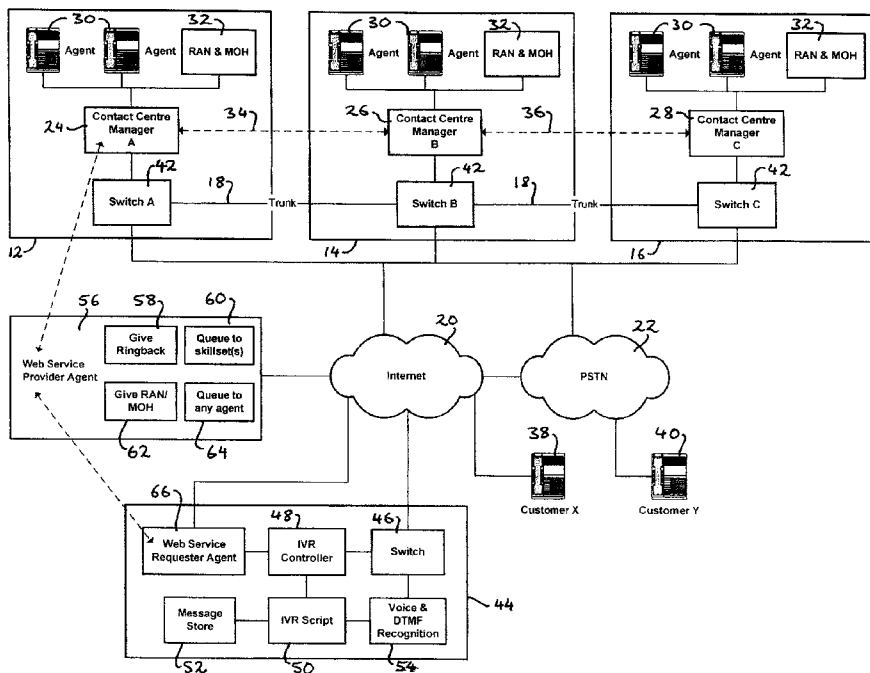 30
32
Agent
Agent
RAN & MOH
24
Contact Centre
Manager
A
34
42
Switch A
18
Trunk
12
30
32
Agent
Agent
RAN & MOH
26
Contact Centre
Manager
B
36
42
Switch B
18
Trunk
14
30
32
Agent
Agent
RAN & MOH
28
Contact Centre
Manager
C
42
Switch C
16
56
58
60
Web Service
Provider Agent
Give
Ringback
Queue to
skillset(s)
Give RAN/
MOH
Queue to
any agent
62
64
20
Internet
22
PSTN
38
Customer X
40
Customer Y
66
48
46
Web Service
Requester Agent
IVR
Controller
Switch
Message
Store
IVR Script
Voice &
DTMF
Recognition
52
50
54
44